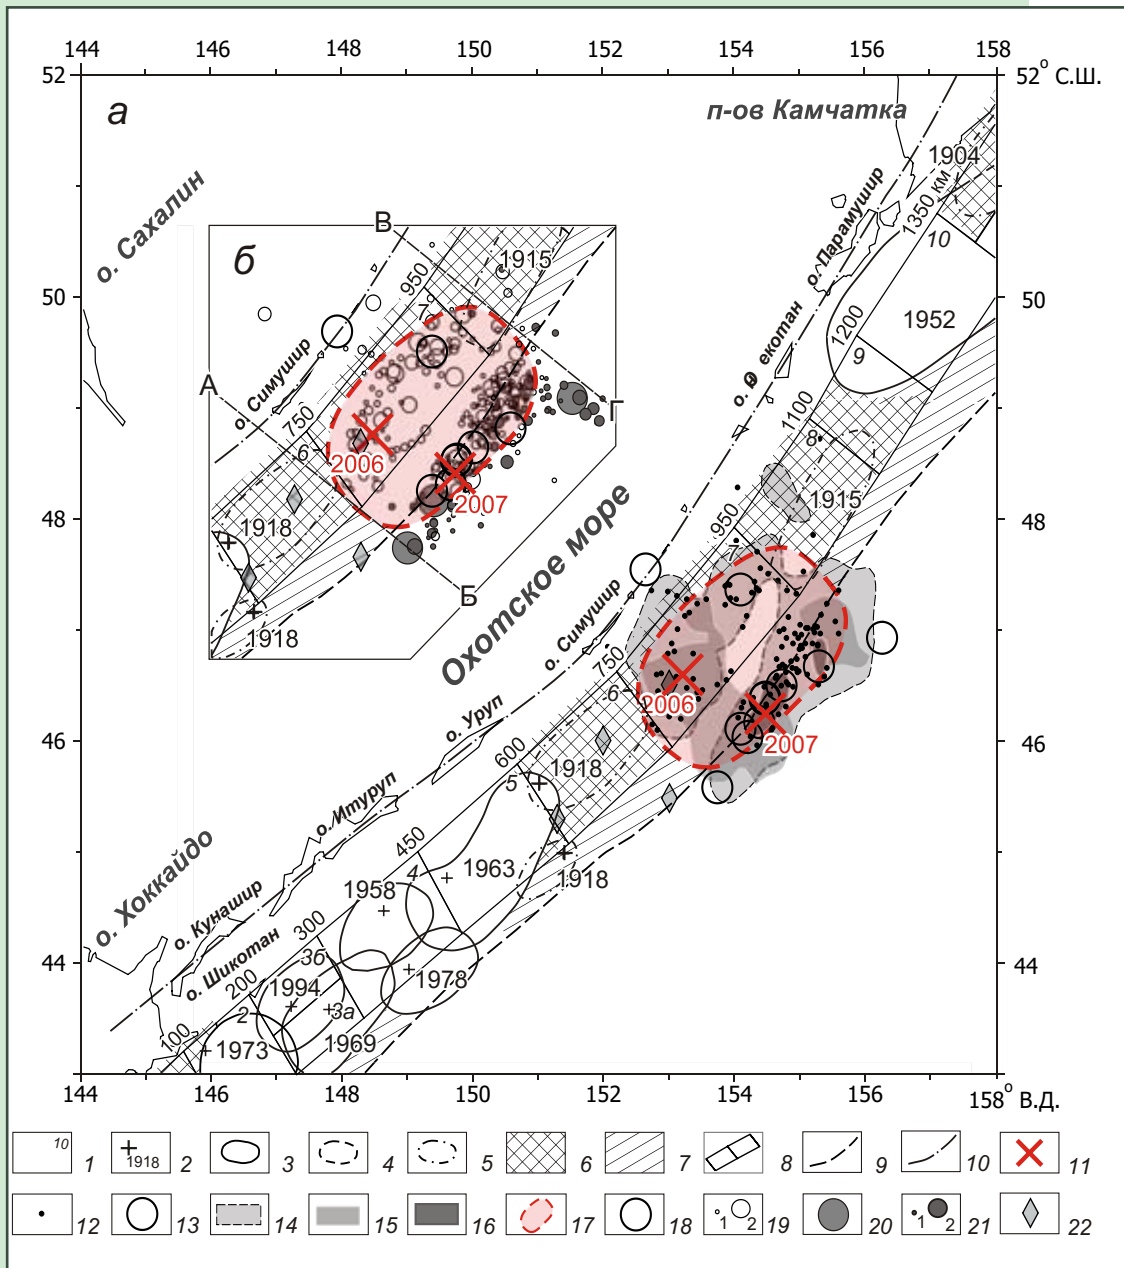 144 146 148 150 152 154 156 158
52
52° С.Ш.
а
п-ов Камчатка
1904
1350 км
10
о. Парамушир
о. Сахалин
В
б
1915
950
7
50
50
1952
1200
9
екотан
о. Симушир
А
Г
1100
8
750
6
2006
1915
2007
48
48
950
7
1918
Охотское море
Б
1918
о. Симушир
750
6
2006
2007
о. Уруп
46
46
600
5
1918
о. Итуруп
450
4
1963
1918
о. Хоккайдо
1958
о. Кунашир
300
3б
о. Шикотан
44
44
200
1994
1978
2
3а
100
1973
1969
144 146 148 150 152 154 156 158° В.Д.
10 1 1918 2 3 4 5 6 7 8 9 10 11
12 13 14 15 16 17 18 1 2 19 20 1 2 21 22